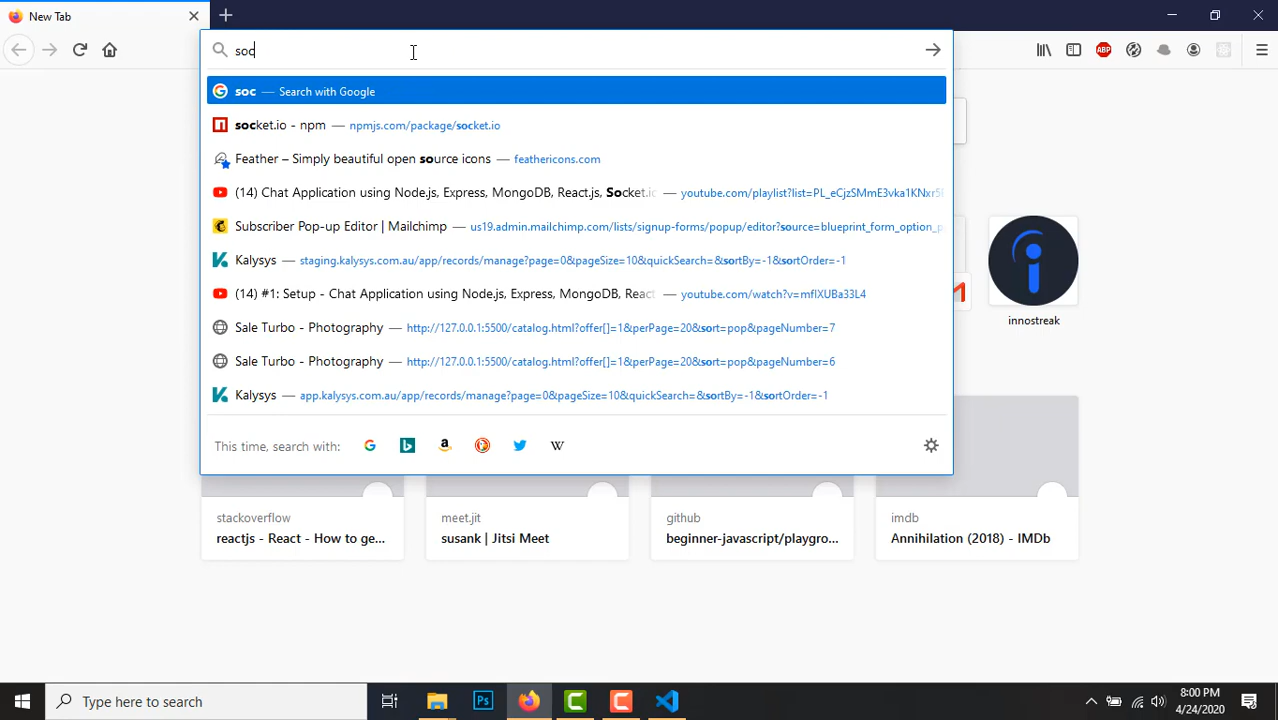 New Tab
soc
soc — Search with Google
socket.io - npm — npmjs.com/package/socket.io
Feather – Simply beautiful open source icons — feathericons.com
(14) Chat Application using Node.js, Express, MongoDB, React.js, Socket.io — youtube.com/playlist?list=PL_eCjzSMmE3vka1KNxr5
Subscriber Pop-up Editor | Mailchimp — us19.admin.mailchimp.com/lists/signup-forms/popup/editor?source=blueprint_form_option_p
Kalysys — staging.kalysys.com.au/app/records/manage?page=0&pageSize=10&quickSearch=&sortBy=-1&sortOrder=-1
(14) #1: Setup - Chat Application using Node.js, Express, MongoDB, React — youtube.com/watch?v=mflXUBa33L4
Sale Turbo - Photography — http://127.0.0.1:5500/catalog.html?offer[]=1&perPage=20&sort=pop&pageNumber=7
Sale Turbo - Photography — http://127.0.0.1:5500/catalog.html?offer[]=1&perPage=20&sort=pop&pageNumber=6
Kalysys — app.kalysys.com.au/app/records/manage?page=0&pageSize=10&quickSearch=&sortBy=-1&sortOrder=-1
This time, search with:
innostreak
stackoverflow
reactjs - React - How to ge...
meet.jit
susank | Jitsi Meet
github
beginner-javascript/playgro...
imdb
Annihilation (2018) - IMDb
Type here to search
8:00 PM
4/24/2020